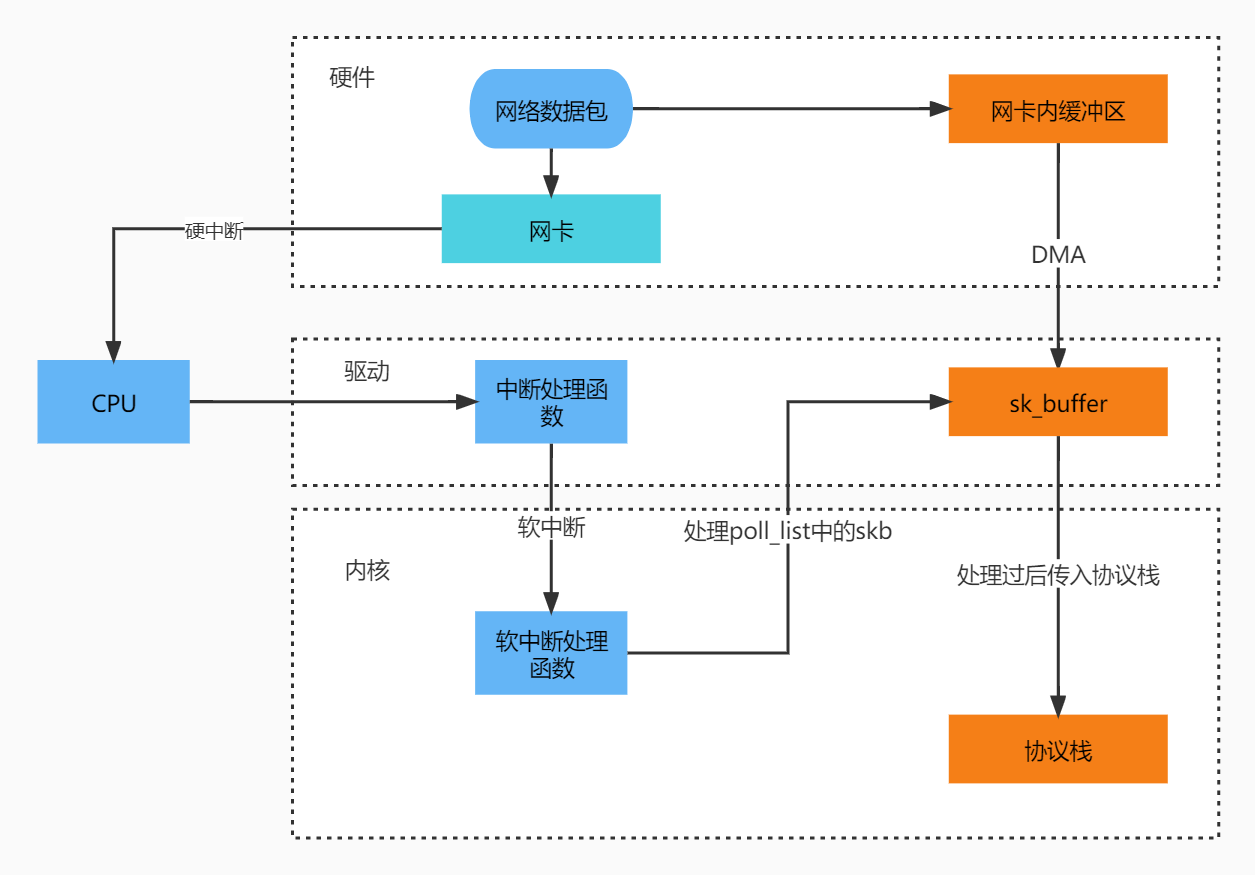 硬件
网络数据包
网卡内缓冲区
硬中断
网卡
DMA
驱动
CPU
中断处理函
数
sk_buffer
软中断
处理poll_list中的skb
内核
处理过后传入协议栈
软中断处理
函数
协议栈